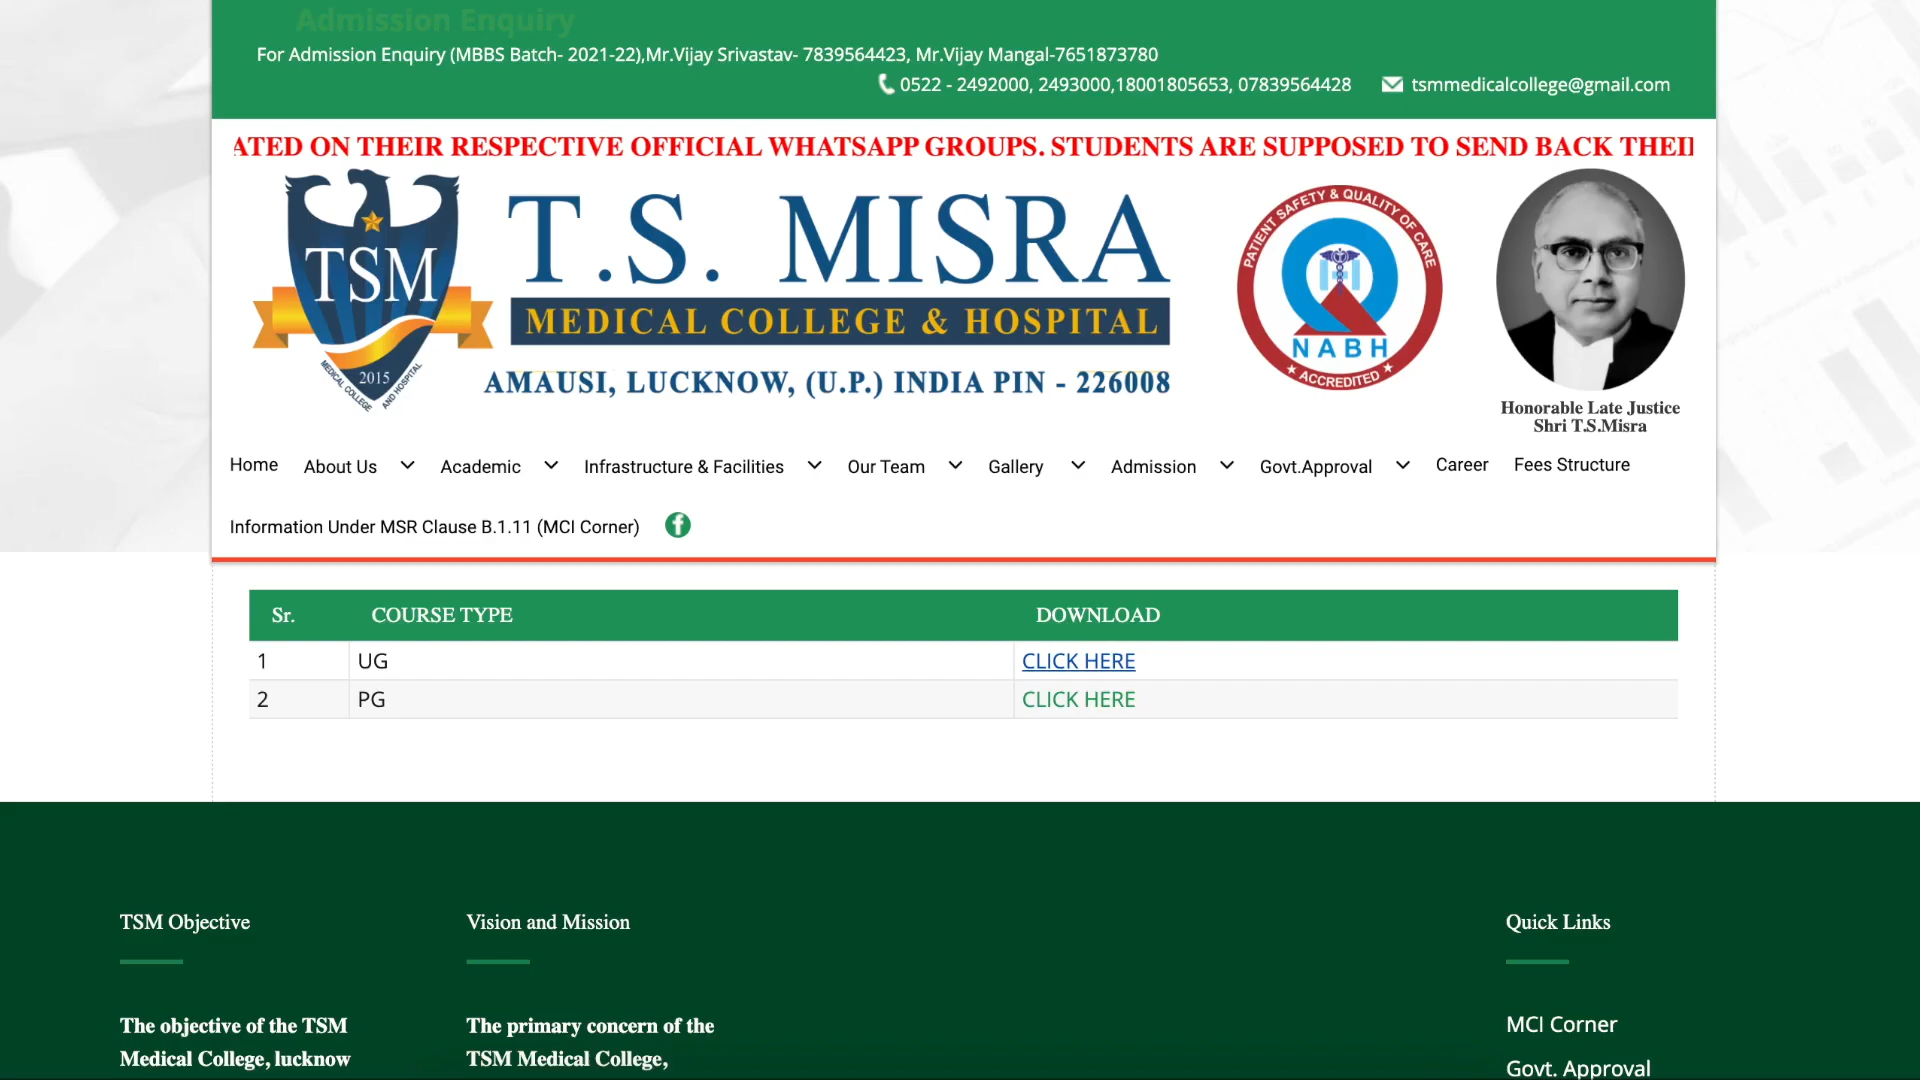 Admission Enquiry
For Admission Enquiry (MBBS Batch- 2021-22),Mr.Vijay Srivastav- 7839564423, Mr.Vijay Mangal-7651873780
0522 - 2492000, 2493000,18001805653, 07839564428 tsmmedicalcollege@gmail.com
ATED ON THEIR RESPECTIVE OFFICIAL WHATSAPP GROUPS. STUDENTS ARE SUPPOSED TO SEND BACK THEI
TSM
2015
MEDICAL COLLEGE AND HOSPITAL
T.S. MISRA
MEDICAL COLLEGE & HOSPITAL
AMAUSI, LUCKNOW, (U.P.) INDIA PIN - 226008
PATIENT SAFETY & QUALITY OF CARE
NABH
ACCREDITED
Honorable Late Justice
Shri T.S.Misra
Home About Us Academic Infrastructure & Facilities Our Team Gallery Admission Govt.Approval Career Fees Structure
Information Under MSR Clause B.1.11 (MCI Corner)
Sr. COURSE TYPE DOWNLOAD
1 UG CLICK HERE
2 PG CLICK HERE
TSM Objective
The objective of the TSM
Medical College, lucknow
Vision and Mission
The primary concern of the
TSM Medical College,
Quick Links
MCI Corner
Govt. Approval